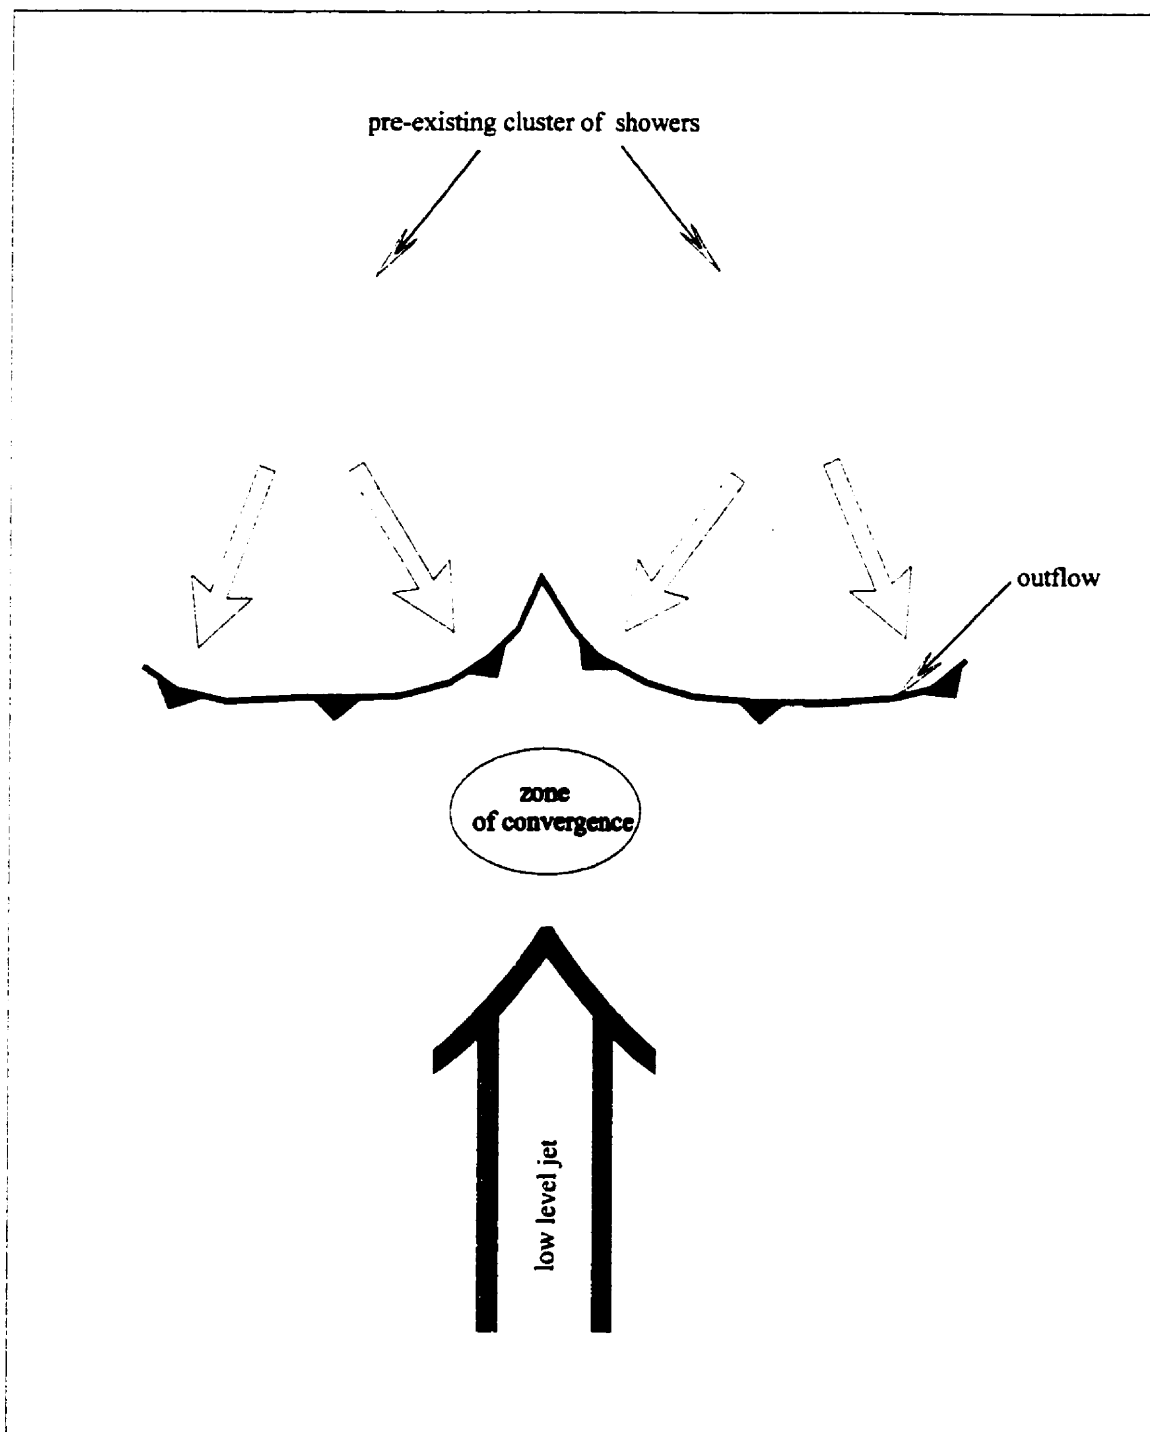 pre-existing cluster of showers
outflow
zone
of convergence
low level jet